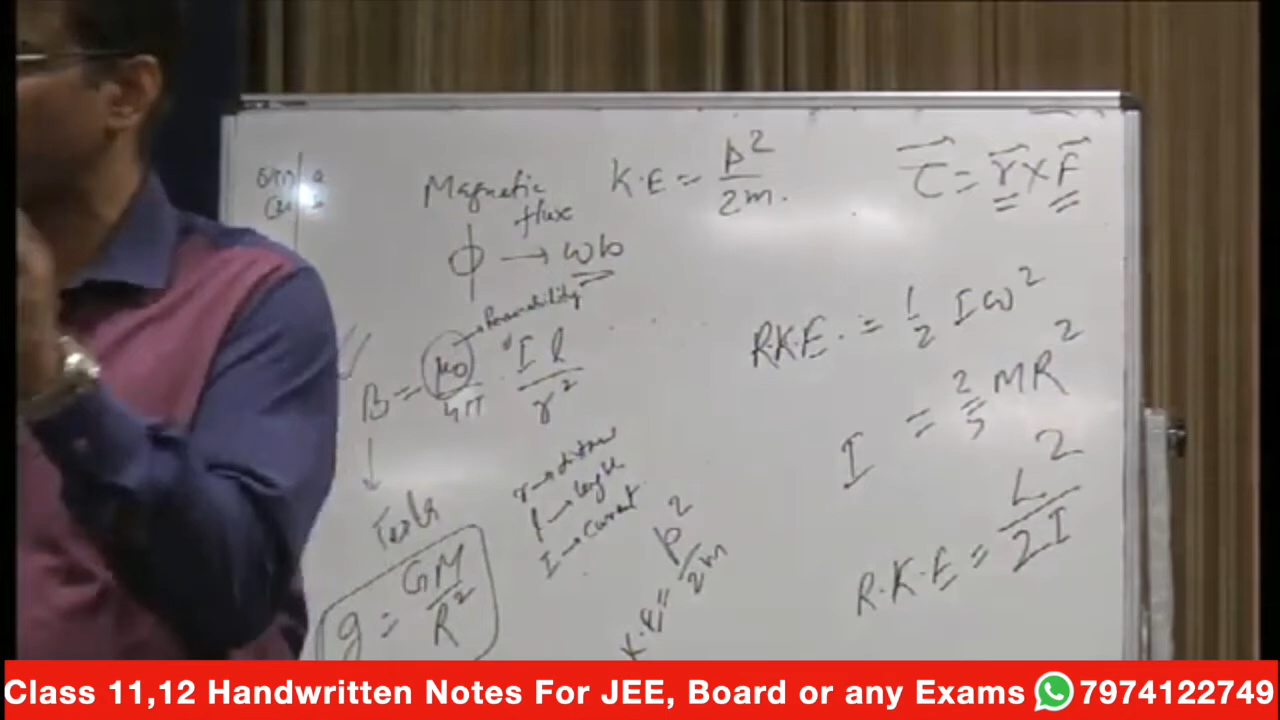 Magnetic
flux
ϕ → wb
K.E = p²/2m.
τ⃗ = r⃗ × F⃗
B = μ₀/4π · I l/r²
→ Permeability
↓
Tesla
r → distance
l → length
I → current
g = GM/R²
K.E = p²/2m
R.K.E. = 1/2 Iω²
I = 2/5 MR²
R.K.E = L²/2I
Class 11,12 Handwritten Notes For JEE, Board or any Exams 7974122749